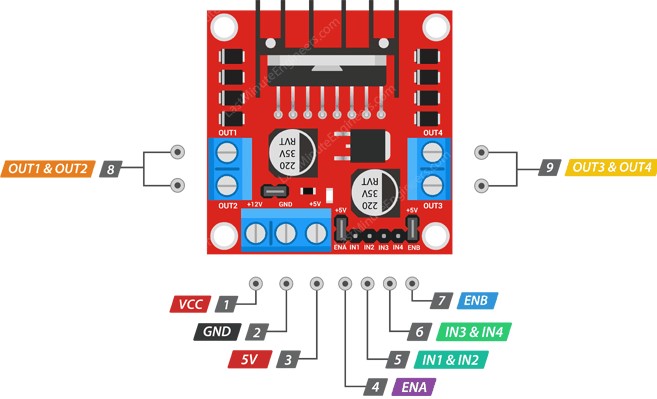 LastMinuteEngineers.com
OUT1
OUT4
220
35V
RVT
OUT1 & OUT2 8
9 OUT3 & OUT4
220
35V
RVT
OUT2
OUT3
+12V GND +5V
+5V
+5V
ENA IN1 IN2 IN3 IN4 ENB
VCC 1
7 ENB
GND 2
6 IN3 & IN4
5V 3
5 IN1 & IN2
4 ENA